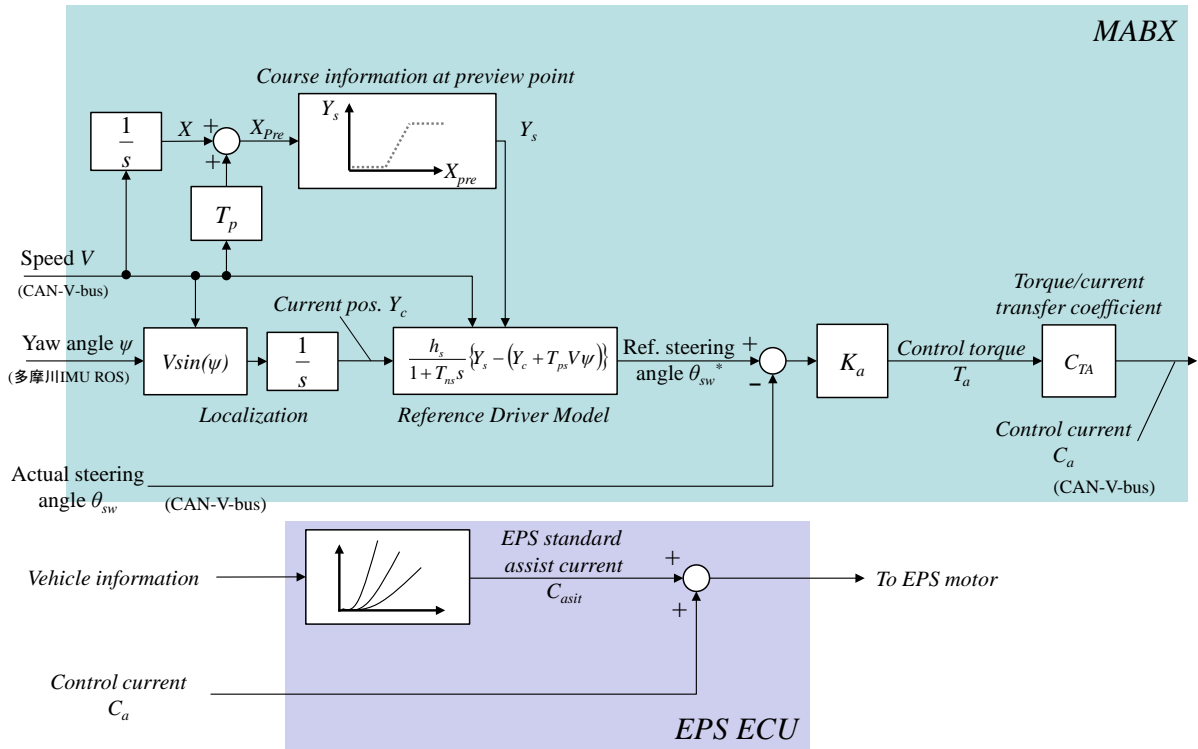 MABX
Course information at preview point
Y_s
X_pre
1/s
X
+
+
X_Pre
Y_s
T_p
Speed V
(CAN-V-bus)
Yaw angle ψ
(多摩川IMU ROS)
Vsin(ψ)
1/s
Localization
Current pos. Y_c
h_s/(1+T_ns s){Y_s-(Y_c+T_ps Vψ)}
Reference Driver Model
Ref. steering
angle θ_sw*
+
-
K_a
Control torque
T_a
Torque/current
transfer coefficient
C_TA
Control current
C_a
(CAN-V-bus)
Actual steering
angle θ_sw
(CAN-V-bus)
Vehicle information
EPS standard
assist current
C_asit
+
+
To EPS motor
Control current
C_a
EPS ECU